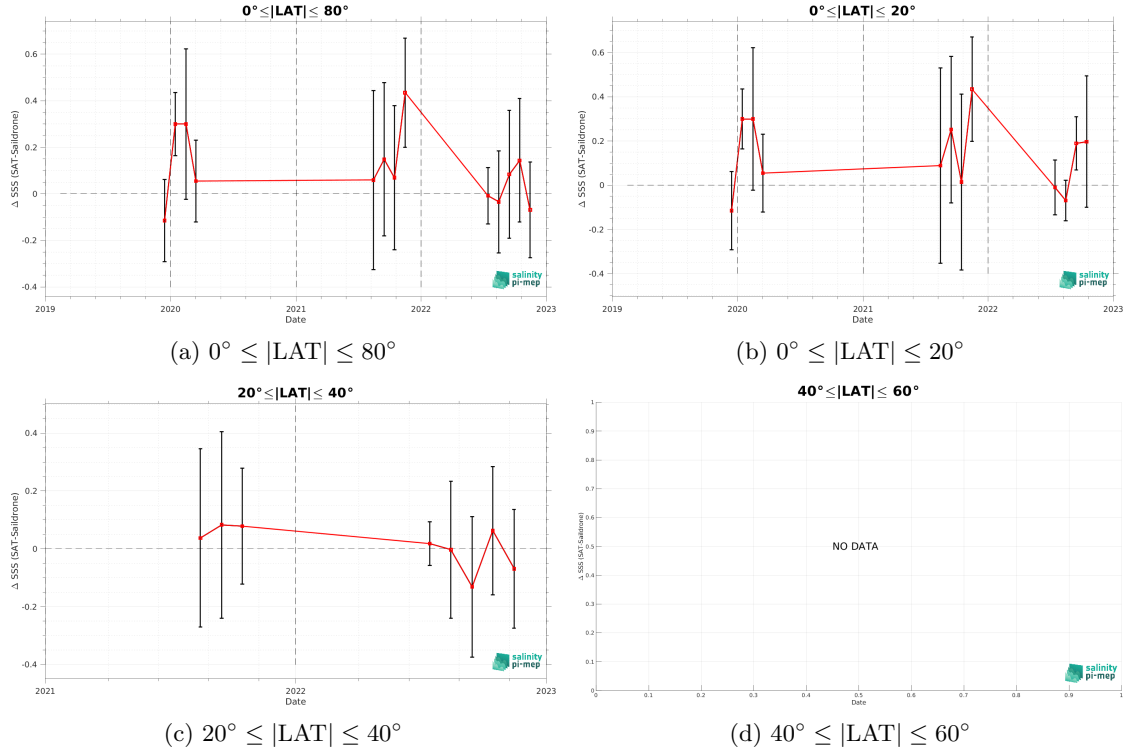 0°≤|LAT|≤ 80°
Δ SSS (SAT-Saildrone)
0.6
0.4
0.2
0
-0.2
-0.4
2019
2020
2021
2022
2023
Date
salinity
pi-mep
(a) 0° ≤ |LAT| ≤ 80°
0°≤|LAT|≤ 20°
Δ SSS (SAT-Saildrone)
0.6
0.4
0.2
0
-0.2
-0.4
2019
2020
2021
2022
2023
Date
salinity
pi-mep
(b) 0° ≤ |LAT| ≤ 20°
20°≤|LAT|≤ 40°
Δ SSS (SAT-Saildrone)
0.4
0.2
0
-0.2
-0.4
2021
2022
2023
Date
salinity
pi-mep
(c) 20° ≤ |LAT| ≤ 40°
40°≤|LAT|≤ 60°
Δ SSS (SAT-Saildrone)
1
0.9
0.8
0.7
0.6
0.5
0.4
0.3
0.2
0.1
0
NO DATA
0
0.1
0.2
0.3
0.4
0.5
0.6
0.7
0.8
0.9
1
Date
salinity
pi-mep
(d) 40° ≤ |LAT| ≤ 60°